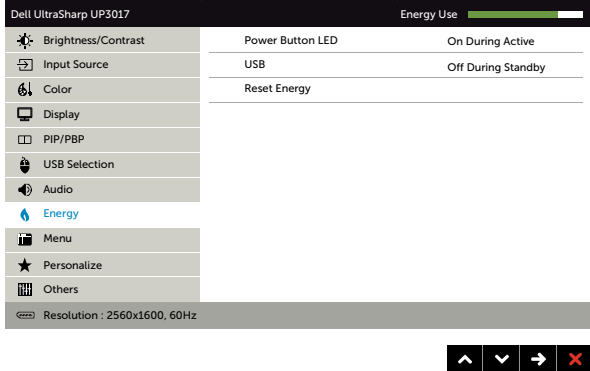 Dell UltraSharp UP3017 Energy Use
Brightness/Contrast Power Button LED On During Active
Input Source USB Off During Standby
Color Reset Energy
Display
PIP/PBP
USB Selection
Audio
Energy
Menu
Personalize
Others
Resolution : 2560x1600, 60Hz